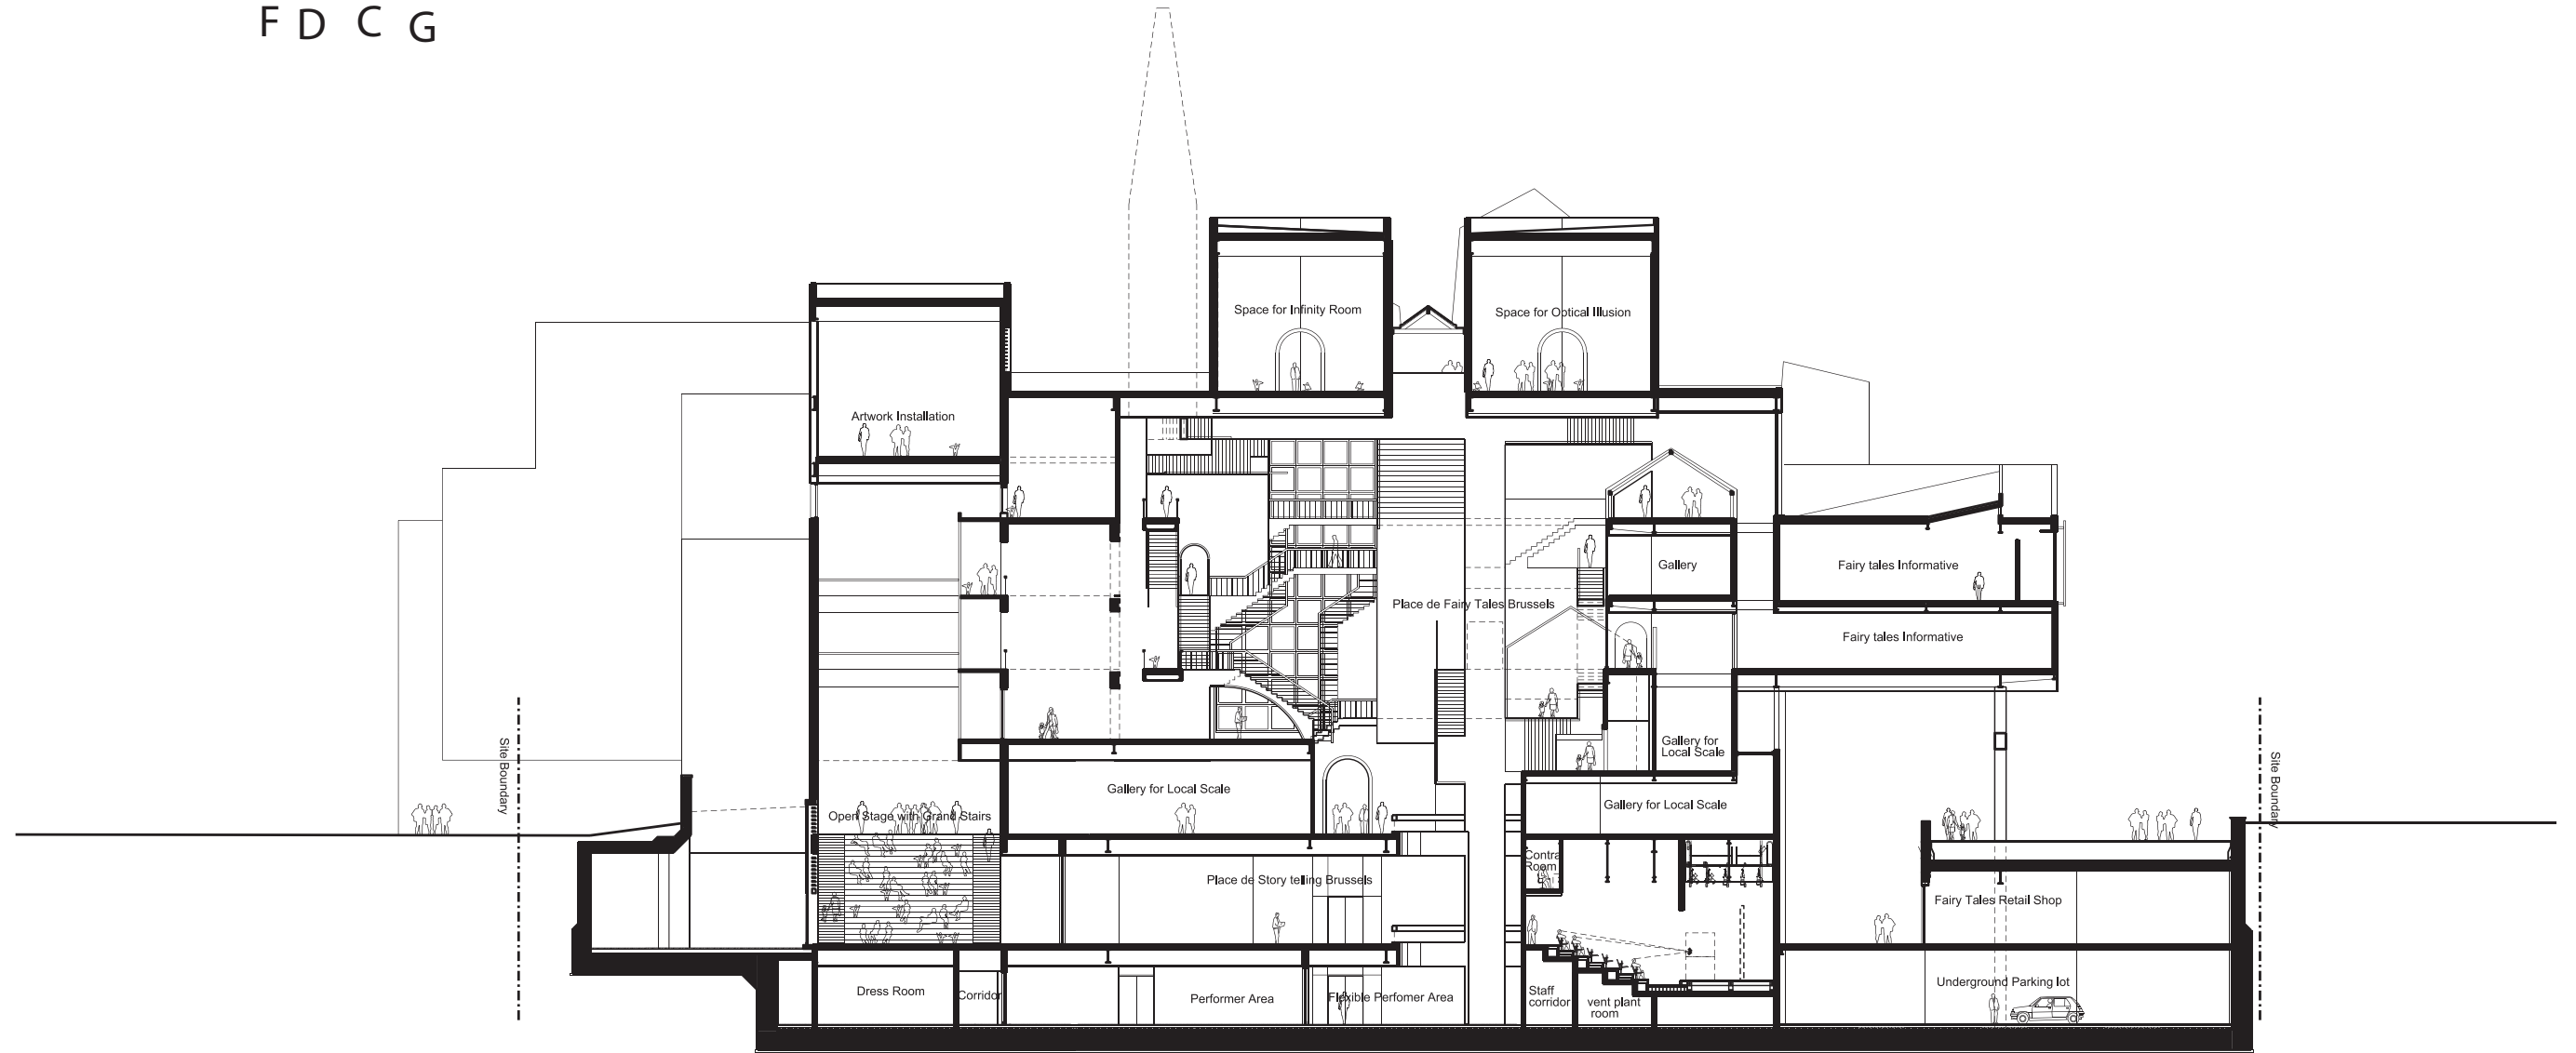 F D C G
Space for Infinity Room
Space for Optical Illusion
Artwork Installation
Gallery
Fairy tales Informative
Place de Fairy Tales Brussels
Fairy tales Informative
Gallery for
Local Scale
Site Boundary
Site Boundary
Gallery for Local Scale
Gallery for Local Scale
Open Stage with Grand Stairs
Contra
Room
Place de Story telling Brussels
Fairy Tales Retail Shop
Dress Room
Corridor
Performer Area
Flexible Perfomer Area
Staff
corridor
vent plant
room
Underground Parking lot